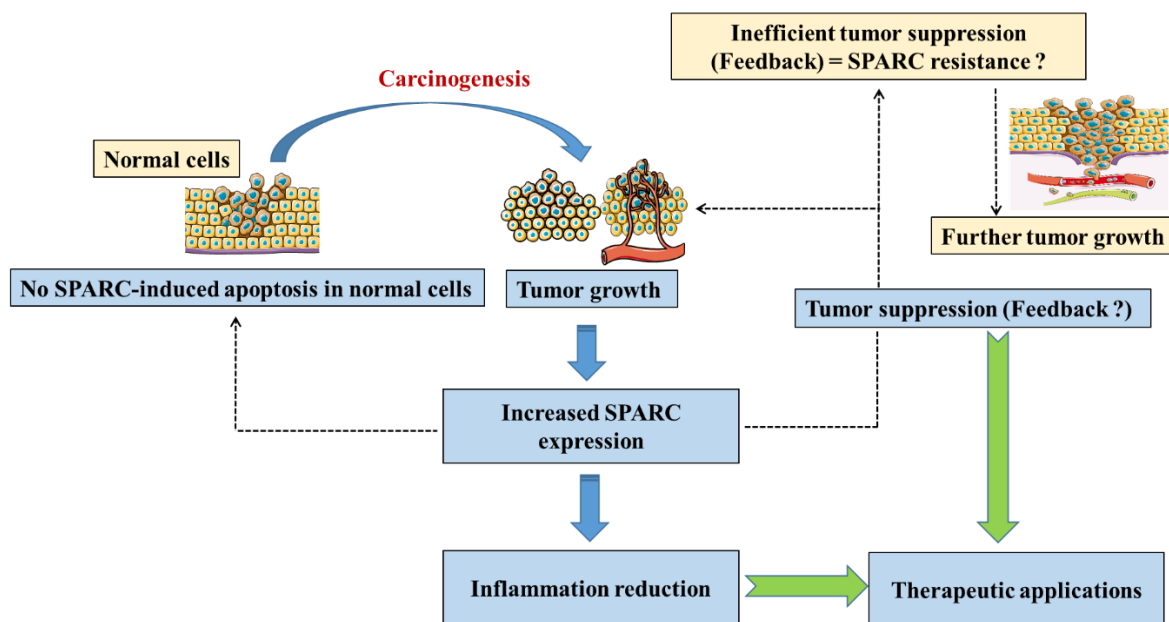 Inefficient tumor suppression
(Feedback) = SPARC resistance ?
Carcinogenesis
Normal cells
Further tumor growth
No SPARC-induced apoptosis in normal cells
Tumor growth
Tumor suppression (Feedback ?)
Increased SPARC
expression
Inflammation reduction
Therapeutic applications